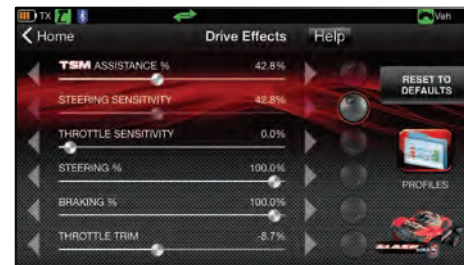 TX Veh
Home Drive Effects Help
TSM ASSISTANCE % 42.8%
STEERING SENSITIVITY 42.8%
THROTTLE SENSITIVITY 0.0%
STEERING % 100.0%
BRAKING % 100.0%
THROTTLE TRIM -8.7%
RESET TO
DEFAULTS
PROFILES
SLASH